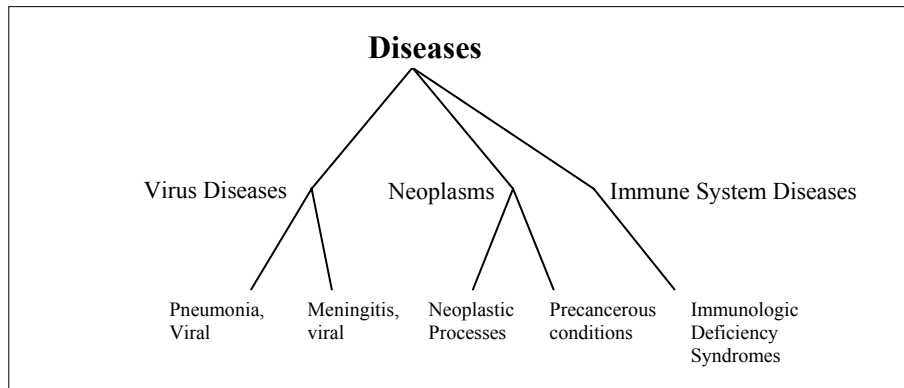 Diseases
Virus Diseases
Neoplasms
Immune System Diseases
Pneumonia,
Viral
Meningitis,
viral
Neoplastic
Processes
Precancerous
conditions
Immunologic
Deficiency
Syndromes